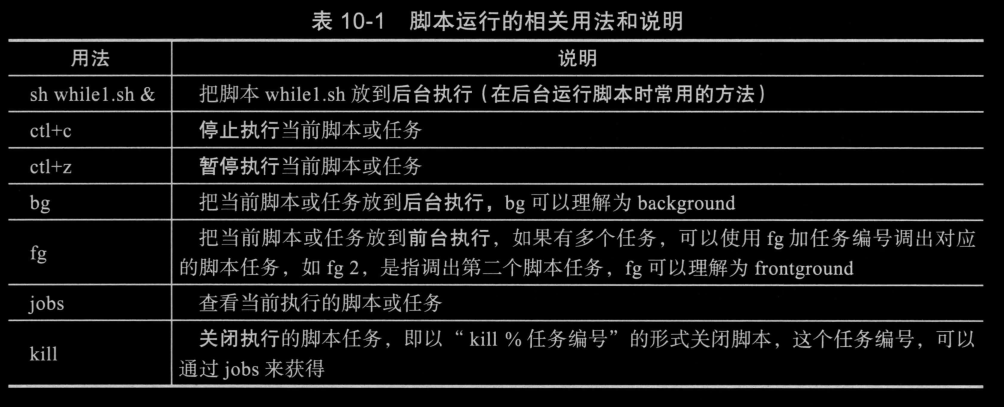 表 10-1 脚本运行的相关用法和说明
用法 说明
sh while1.sh & 把脚本 while1.sh 放到后台执行（在后台运行脚本时常用的方法）
ctl+c 停止执行当前脚本或任务
ctl+z 暂停执行当前脚本或任务
bg 把当前脚本或任务放到后台执行，bg 可以理解为 background
fg 把当前脚本或任务放到前台执行，如果有多个任务，可以使用 fg 加任务编号调出对应
的脚本任务，如 fg 2，是指调出第二个脚本任务，fg 可以理解为 frontground
jobs 查看当前执行的脚本或任务
kill 关闭执行的脚本任务，即以“ kill %任务编号”的形式关闭脚本，这个任务编号，可以
通过 jobs 来获得